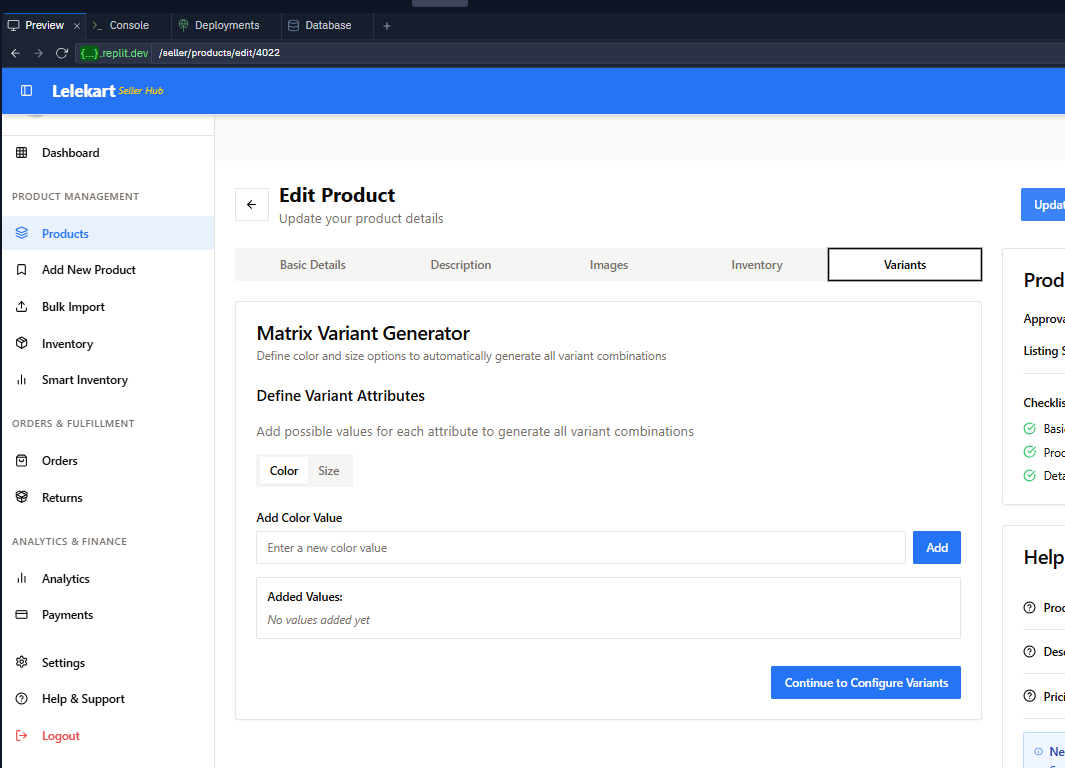 Preview
Console
Deployments
Database
{...}.replit.dev /seller/products/edit/4022
Lelekart Seller Hub
Dashboard
PRODUCT MANAGEMENT
Products
Add New Product
Bulk Import
Inventory
Smart Inventory
ORDERS & FULFILLMENT
Orders
Returns
ANALYTICS & FINANCE
Analytics
Payments
Settings
Help & Support
Logout
Edit Product
Update your product details
Basic Details
Description
Images
Inventory
Variants
Matrix Variant Generator
Define color and size options to automatically generate all variant combinations
Define Variant Attributes
Add possible values for each attribute to generate all variant combinations
Color
Size
Add Color Value
Enter a new color value
Add
Added Values:
No values added yet
Continue to Configure Variants
Updat
Prod
Approva
Listing S
Checklis
Basi
Proc
Deta
Help
Proc
Desc
Prici
Ne